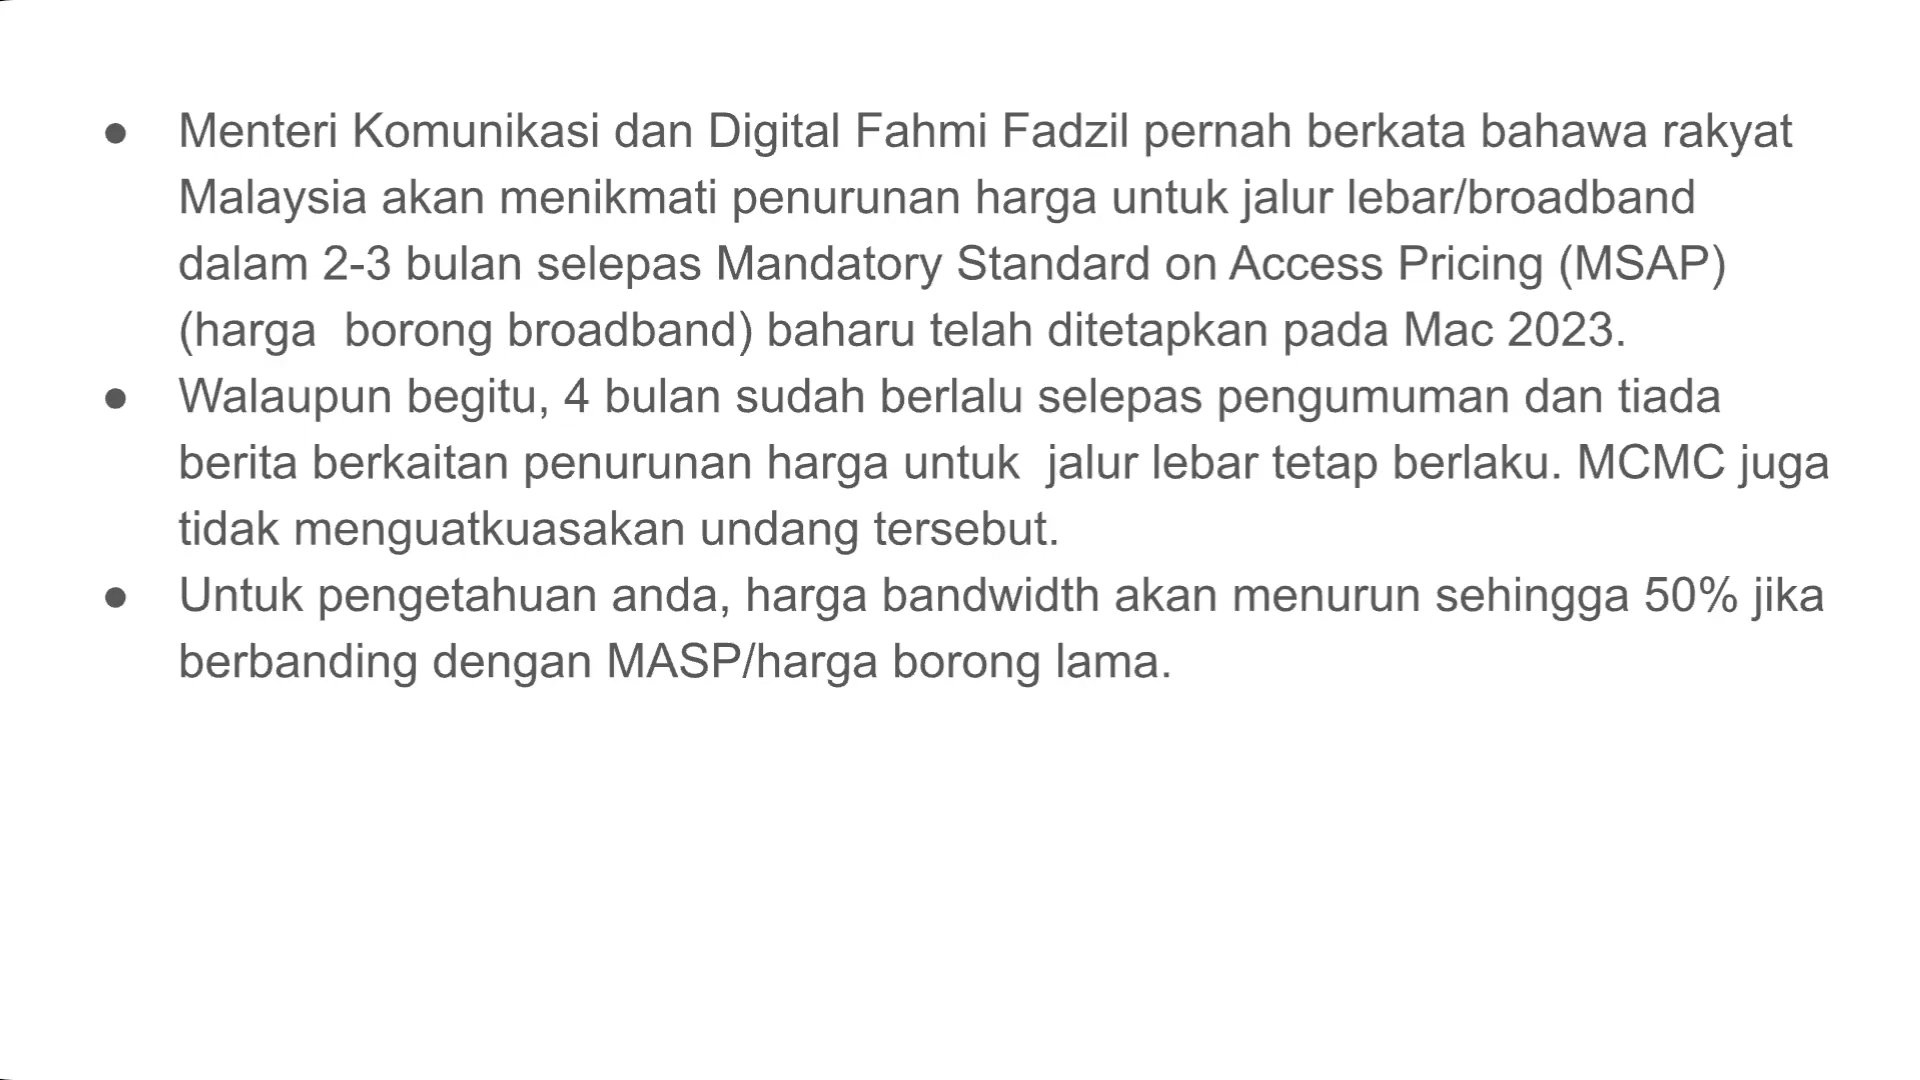 ● Menteri Komunikasi dan Digital Fahmi Fadzil pernah berkata bahawa rakyat
Malaysia akan menikmati penurunan harga untuk jalur lebar/broadband
dalam 2-3 bulan selepas Mandatory Standard on Access Pricing (MSAP)
(harga  borong broadband) baharu telah ditetapkan pada Mac 2023.
● Walaupun begitu, 4 bulan sudah berlalu selepas pengumuman dan tiada
berita berkaitan penurunan harga untuk  jalur lebar tetap berlaku. MCMC juga
tidak menguatkuasakan undang tersebut.
● Untuk pengetahuan anda, harga bandwidth akan menurun sehingga 50% jika
berbanding dengan MASP/harga borong lama.